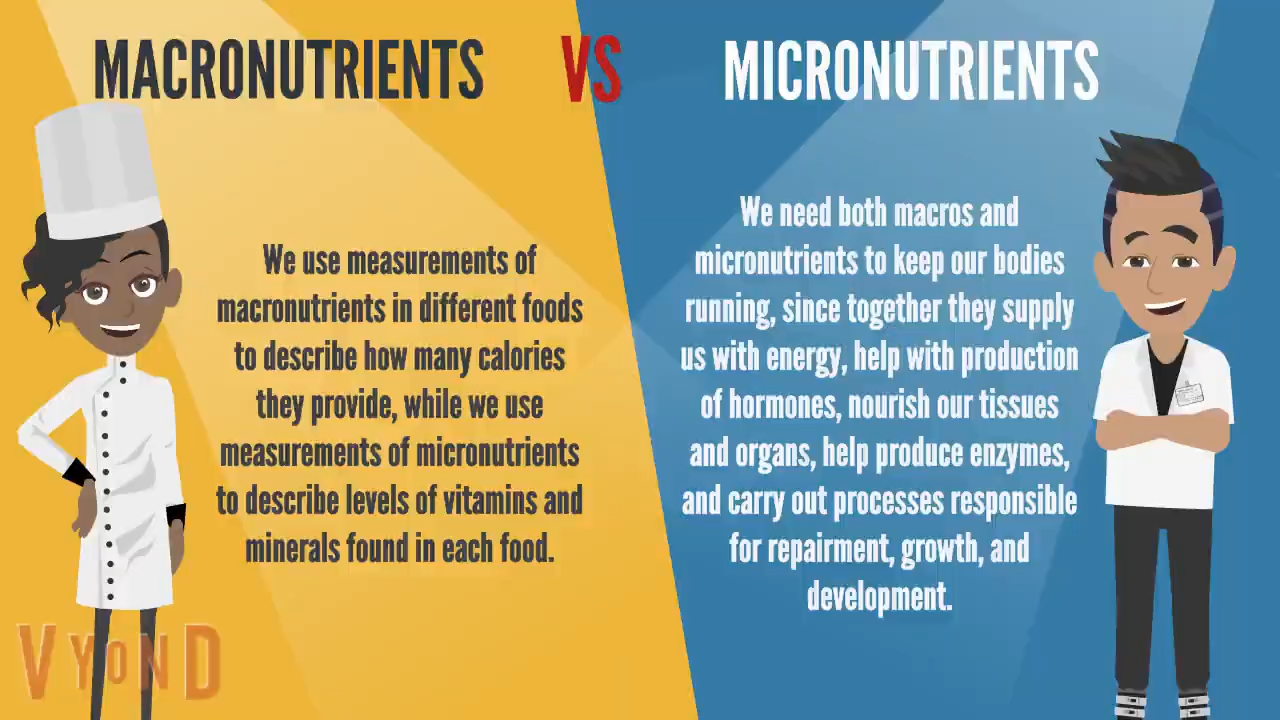 MACRONUTRIENTS VS MICRONUTRIENTS
We use measurements of
macronutrients in different foods
to describe how many calories
they provide, while we use
measurements of micronutrients
to describe levels of vitamins and
minerals found in each food.
We need both macros and
micronutrients to keep our bodies
running, since together they supply
us with energy, help with production
of hormones, nourish our tissues
and organs, help produce enzymes,
and carry out processes responsible
for repairment, growth, and
development.
VYOND